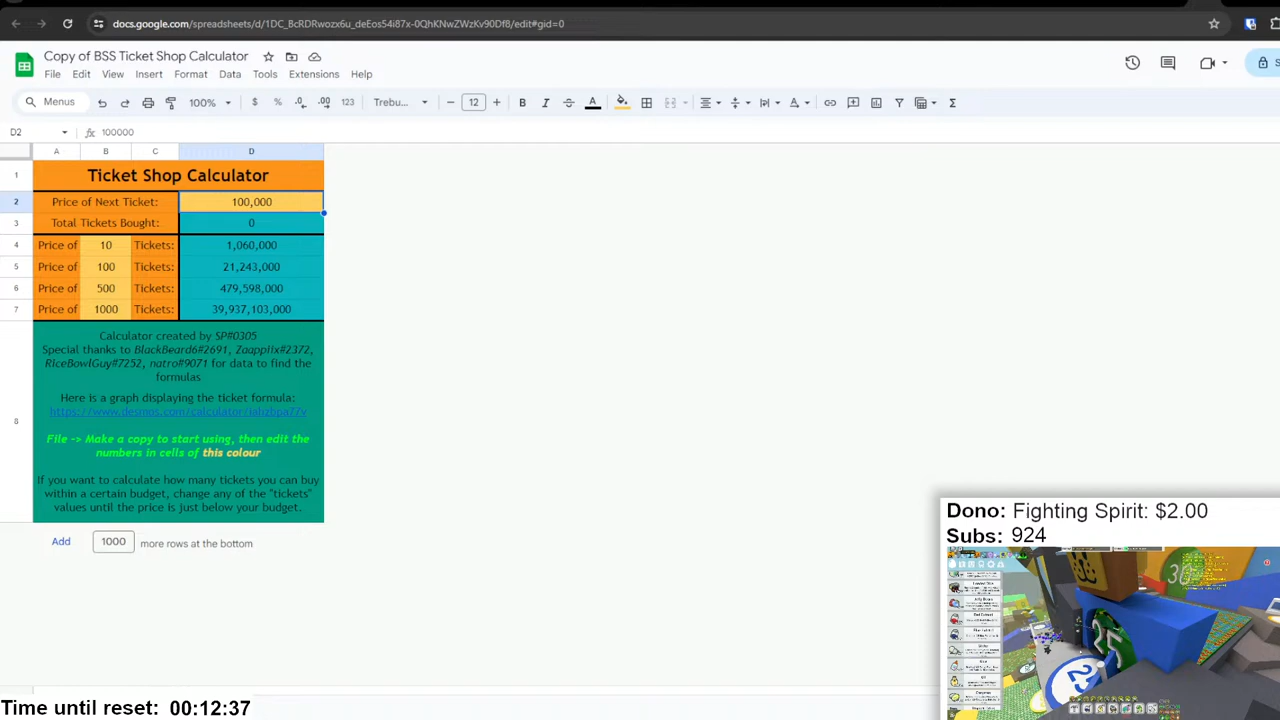 docs.google.com/spreadsheets/d/1DC_BcRDRwozx6u_deEos54i87x-0QhKNwZWzKv90Df8/edit#gid=0
Copy of BSS Ticket Shop Calculator
File Edit View Insert Format Data Tools Extensions Help
Menus 100% $ % .0 .00 123 Trebu... 12 B I A
D2 fx 100000
A B C D
1 Ticket Shop Calculator
2 Price of Next Ticket: 100,000
3 Total Tickets Bought: 0
4 Price of 10 Tickets: 1,060,000
5 Price of 100 Tickets: 21,243,000
6 Price of 500 Tickets: 479,598,000
7 Price of 1000 Tickets: 39,937,103,000
Calculator created by SP#0305
Special thanks to BlackBeard6#2691, Zaappiix#2372,
RiceBowlGuy#7252, natro#9071 for data to find the
formulas
Here is a graph displaying the ticket formula:
https://www.desmos.com/calculator/iahzbpa77v
8
File -> Make a copy to start using, then edit the
numbers in cells of this colour
If you want to calculate how many tickets you can buy
within a certain budget, change any of the "tickets"
values until the price is just below your budget.
Add 1000 more rows at the bottom
Dono: Fighting Spirit: $2.00
Subs: 924
Time until reset: 00:12:37